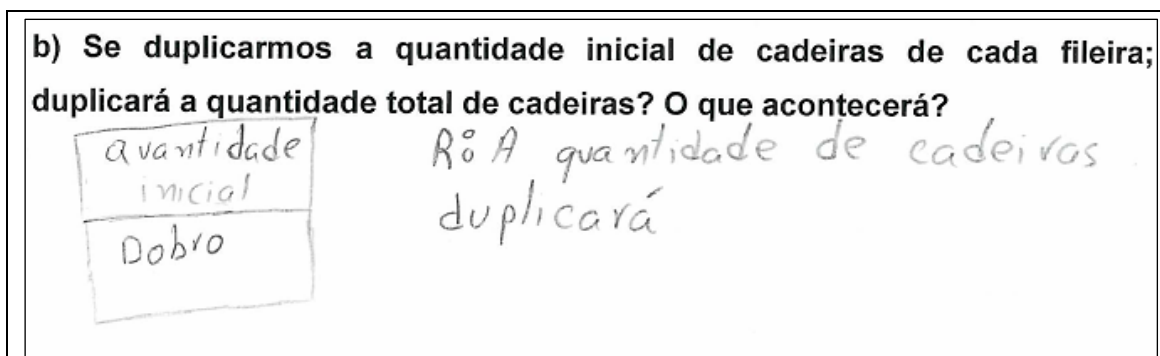 b) Se duplicarmos a quantidade inicial de cadeiras de cada fileira;
duplicará a quantidade total de cadeiras? O que acontecerá?
Quantidade
inicial
Dobro
R: A quantidade de cadeiras
duplicará